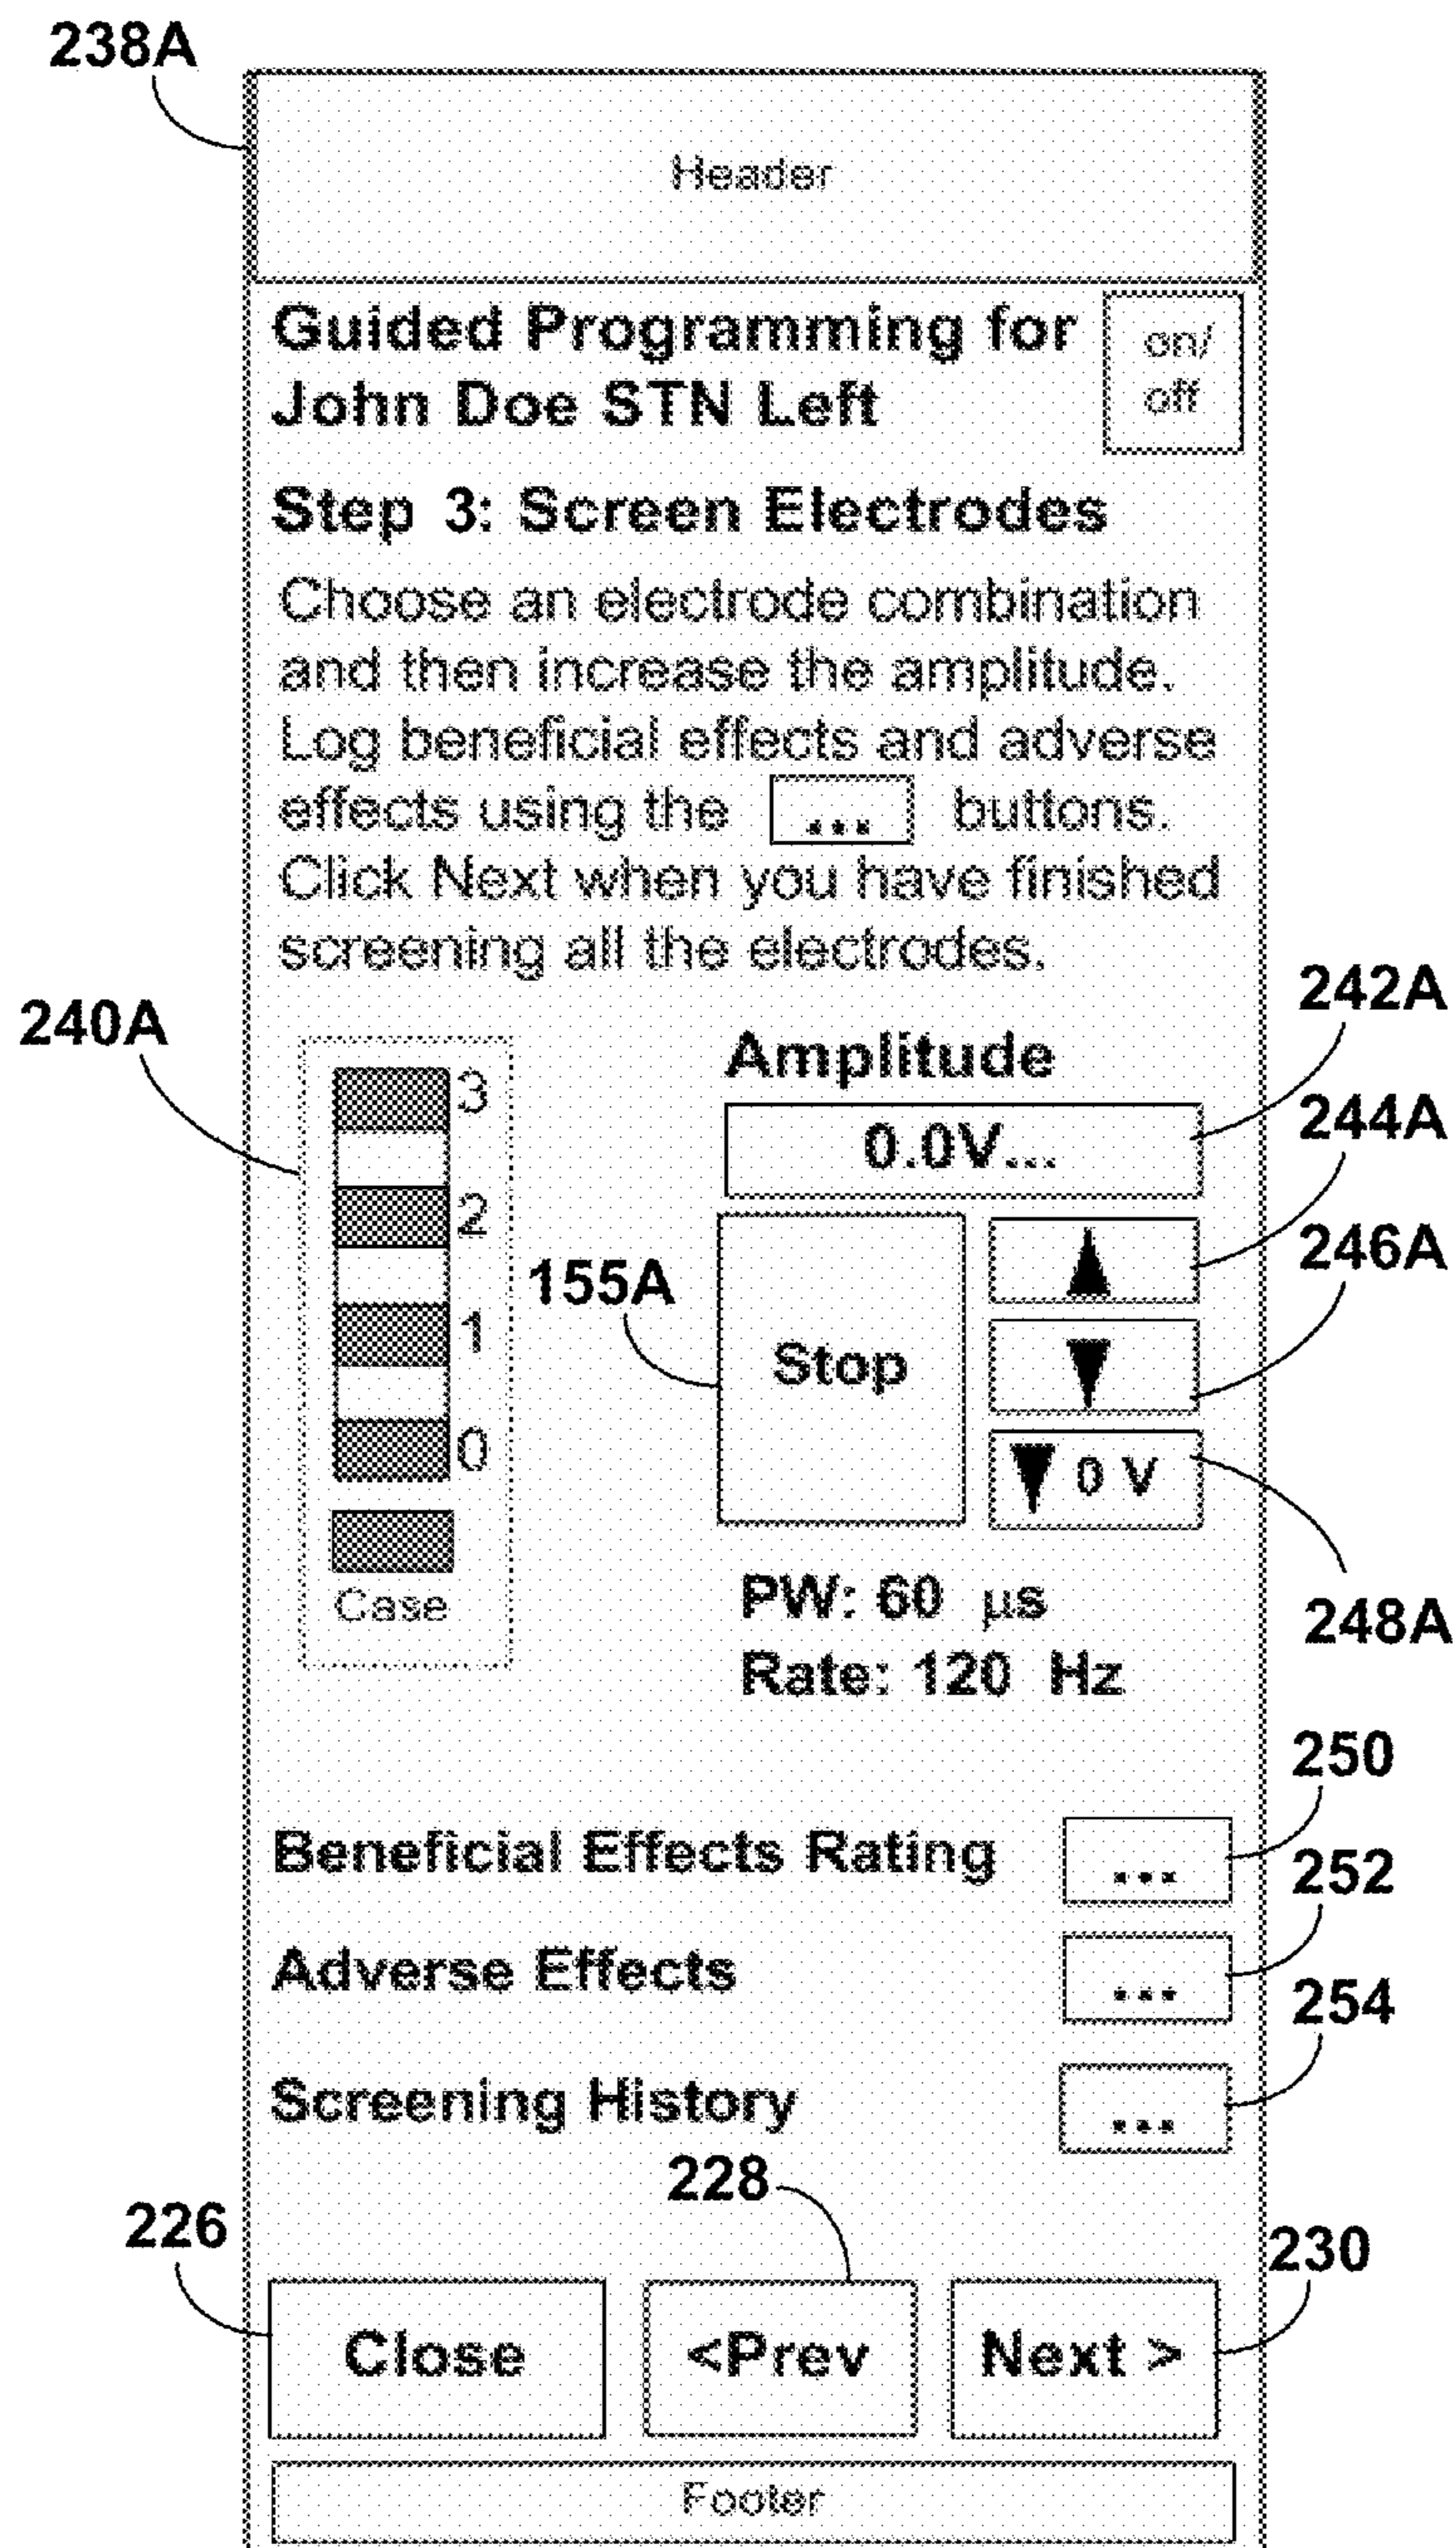 238A
Header
Guided Programming for
John Doe STN Left
on/
off
Step 3: Screen Electrodes
Choose an electrode combination
and then increase the amplitude.
Log beneficial effects and adverse
effects using the ... buttons.
Click Next when you have finished
screening all the electrodes.
240A
3
2
1
0
Case
Amplitude
242A
0.0V...
244A
246A
155A
Stop
▲
▼
▼ 0 V
248A
PW: 60 μs
Rate: 120 Hz
250
Beneficial Effects Rating ...
252
Adverse Effects ...
254
Screening History ...
228
226
230
Close
<Prev
Next >
Footer